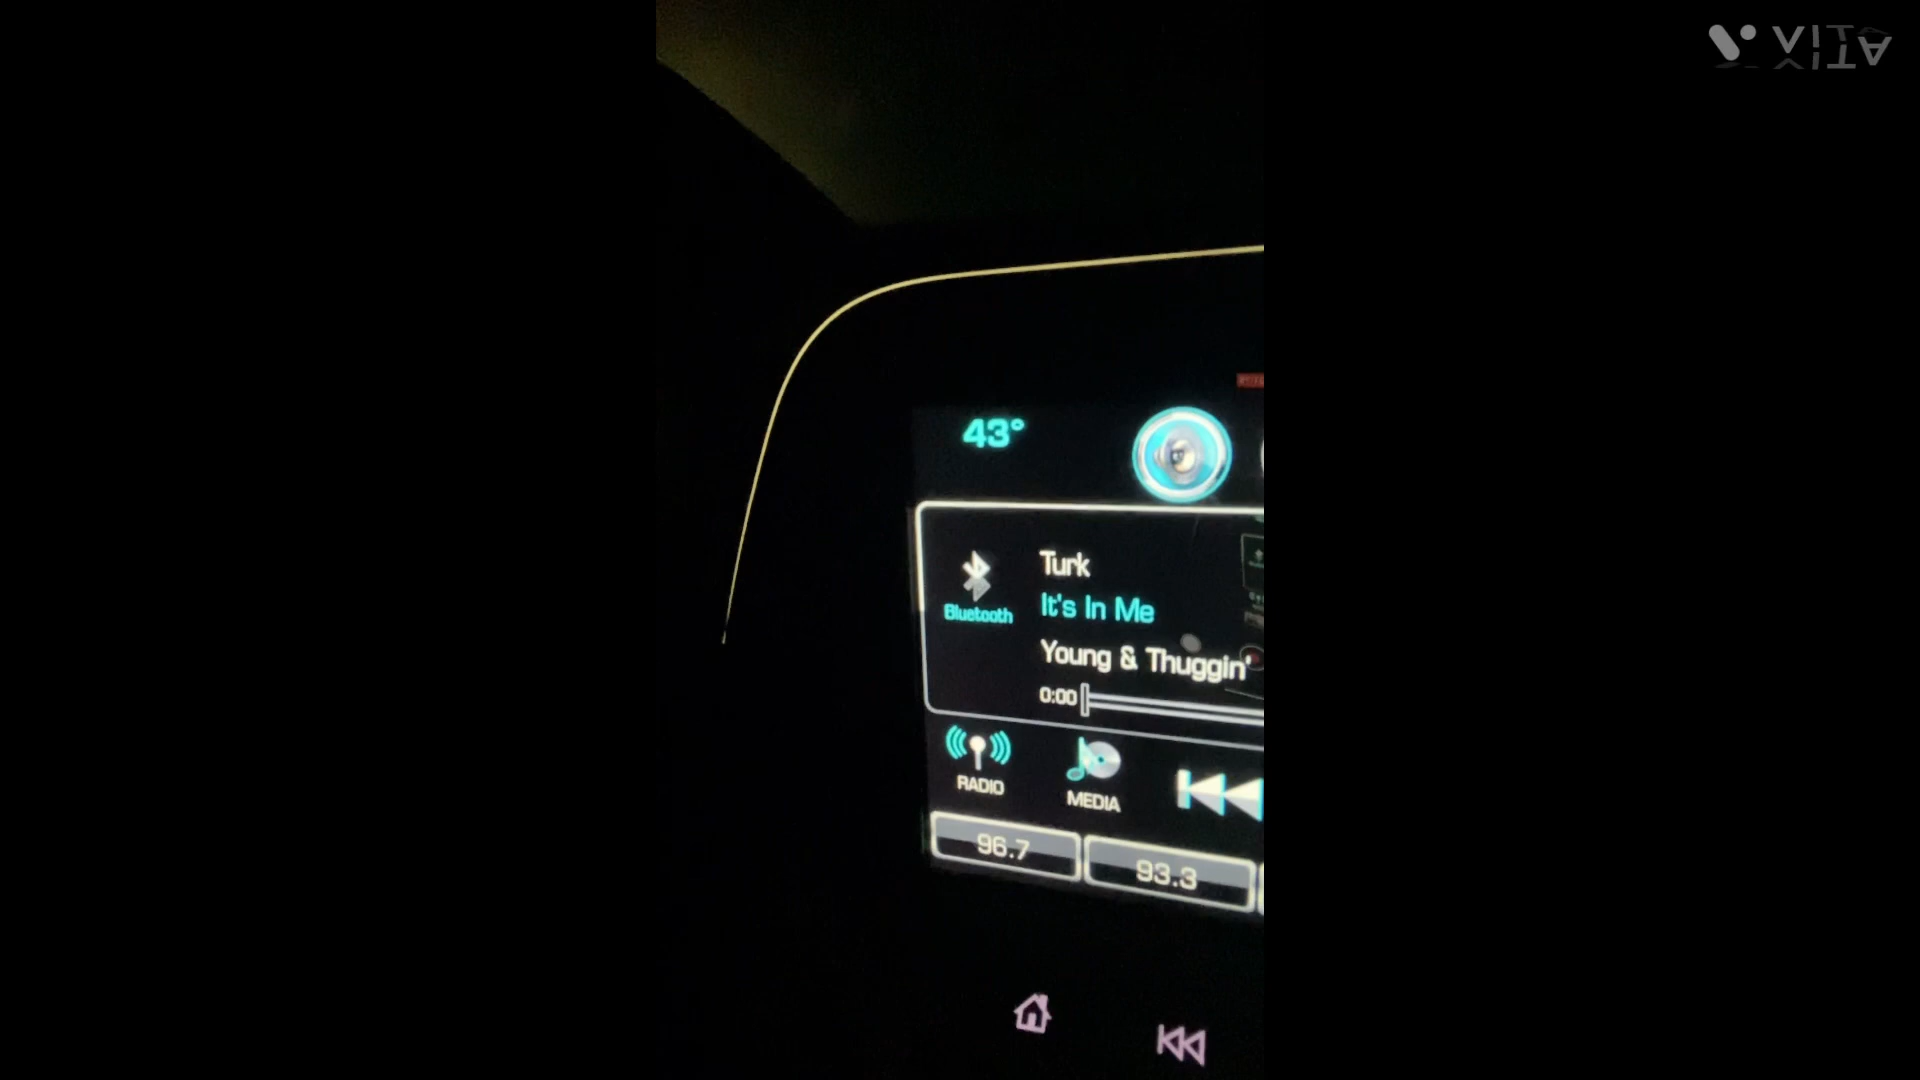 VITA
43°
Turk
It's In Me
Bluetooth
Young & Thuggin'
0:00
RADIO
MEDIA
96.7
93.3